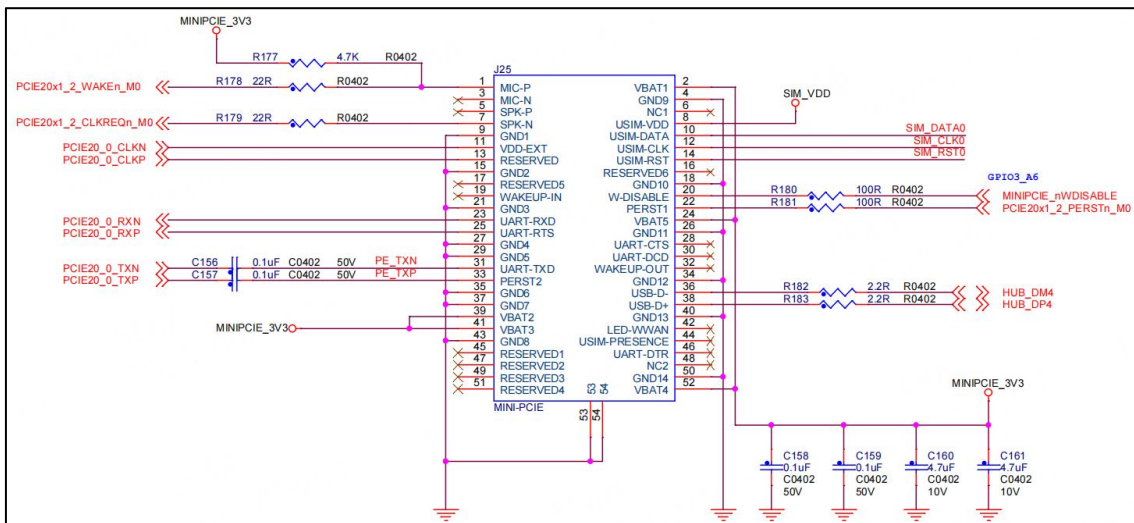 MINIPCIE_3V3
R177 4.7K R0402
PCIE20x1_2_WAKEn_M0 R178 22R R0402
PCIE20x1_2_CLKREQn_M0 R179 22R R0402
PCIE20_0_CLKN
PCIE20_0_CLKP
PCIE20_0_RXN
PCIE20_0_RXP
PCIE20_0_TXN C156 0.1uF C0402 50V PE_TXN
PCIE20_0_TXP C157 0.1uF C0402 50V PE_TXP
MINIPCIE_3V3
J25
1 MIC-P VBAT1 2
3 MIC-N GND9 4
5 SPK-P NC1 6
7 SPK-N USIM-VDD 8
9 GND1 USIM-DATA 10
11 VDD-EXT USIM-CLK 12
13 RESERVED USIM-RST 14
15 GND2 RESERVED6 16
17 RESERVED5 GND10 18
19 WAKEUP-IN W-DISABLE 20
21 GND3 PERST1 22
23 UART-RXD VBAT5 24
25 UART-RTS GND11 26
27 GND4 UART-CTS 28
29 GND5 UART-DCD 30
31 UART-TXD WAKEUP-OUT 32
33 PERST2 GND12 34
35 GND6 USB-D- 36
37 GND7 USB-D+ 38
39 VBAT2 GND13 40
41 VBAT3 LED-WWAN 42
43 GND8 USIM-PRESENCE 44
45 RESERVED1 UART-DTR 46
47 RESERVED2 NC2 48
49 RESERVED3 GND14 50
51 RESERVED4 VBAT4 52
53 54
MINI-PCIE
53 54
SIM_VDD
SIM_DATA0
SIM_CLK0
SIM_RST0
GPIO3_A6
R180 100R R0402 MINIPCIE_nWDISABLE
R181 100R R0402 PCIE20x1_2_PERSTn_M0
R182 2.2R R0402 HUB_DM4
R183 2.2R R0402 HUB_DP4
MINIPCIE_3V3
C158 C159 C160 C161
0.1uF 0.1uF 4.7uF 4.7uF
C0402 C0402 C0402 C0402
50V 50V 10V 10V